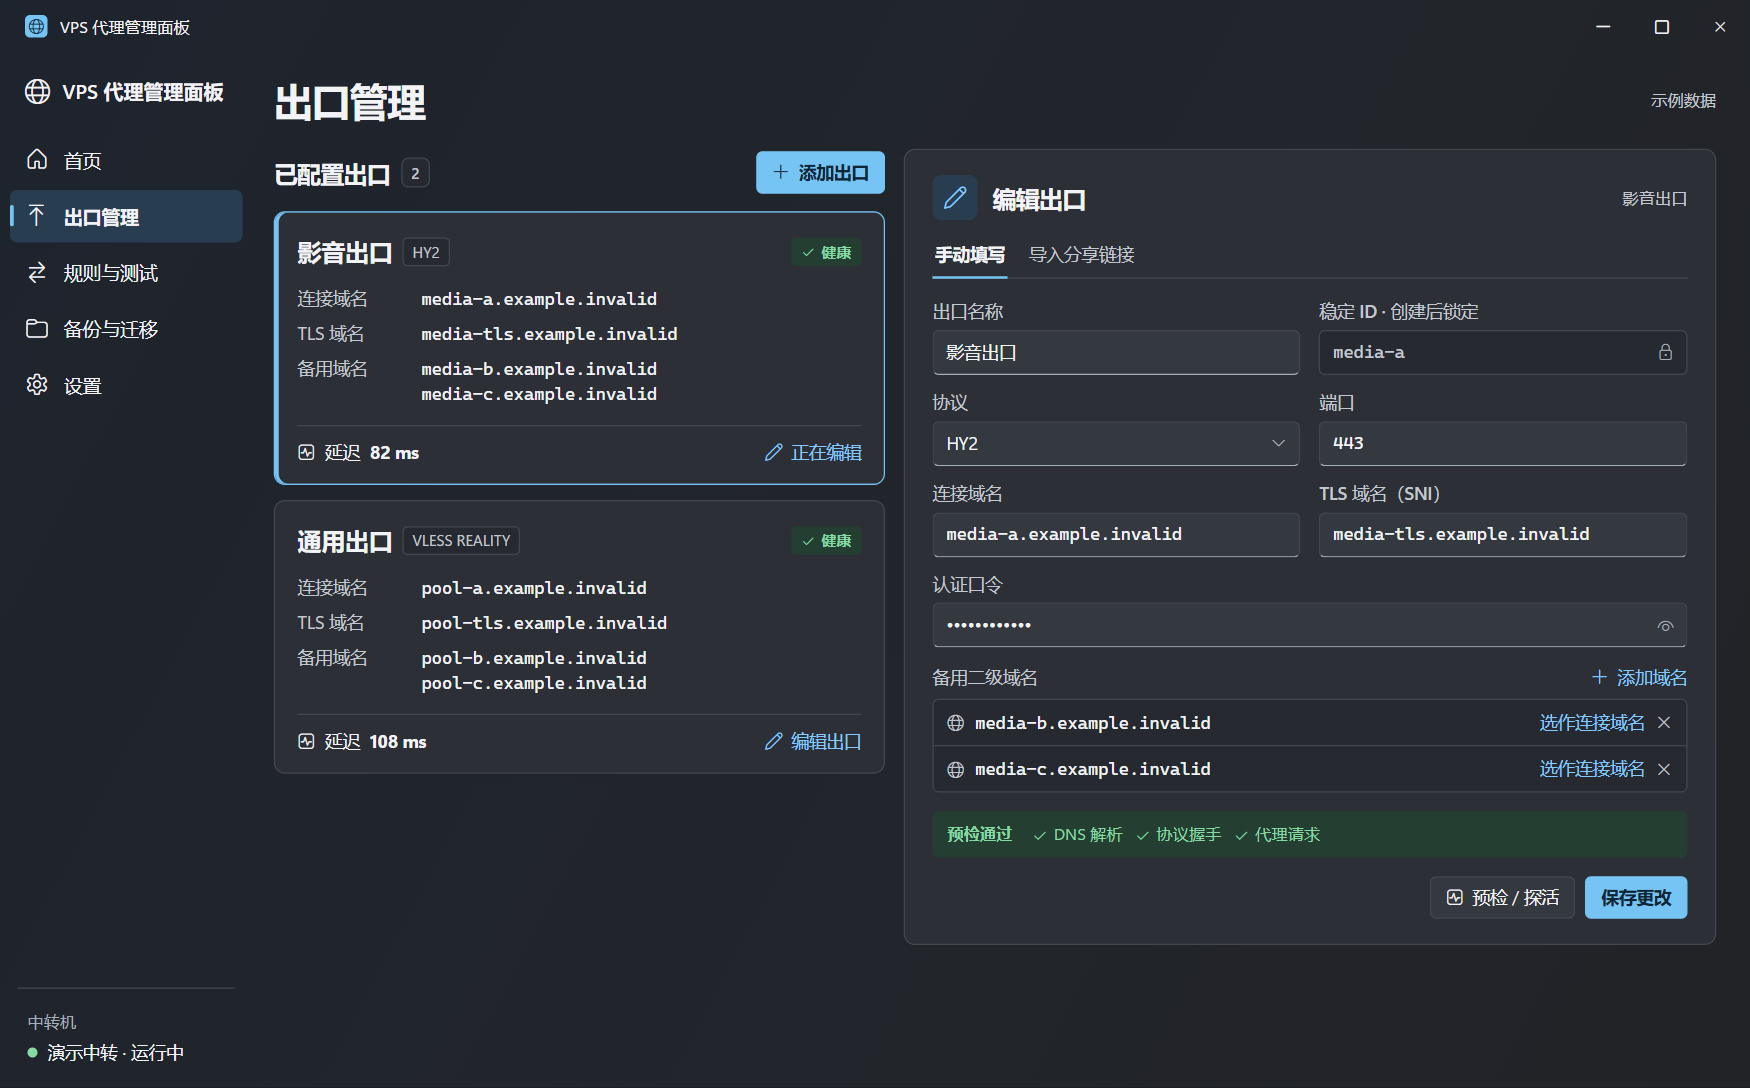 VPS 代理管理面板
VPS 代理管理面板
首页
出口管理
规则与测试
备份与迁移
设置
中转机
演示中转 · 运行中
出口管理
示例数据
已配置出口 2
添加出口
影音出口 HY2
健康
连接域名 media-a.example.invalid
TLS 域名 media-tls.example.invalid
备用域名 media-b.example.invalid
media-c.example.invalid
延迟 82 ms
正在编辑
通用出口 VLESS REALITY
健康
连接域名 pool-a.example.invalid
TLS 域名 pool-tls.example.invalid
备用域名 pool-b.example.invalid
pool-c.example.invalid
延迟 108 ms
编辑出口
编辑出口
影音出口
手动填写 导入分享链接
出口名称
影音出口
稳定 ID · 创建后锁定
media-a
协议
HY2
端口
443
连接域名
media-a.example.invalid
TLS 域名（SNI）
media-tls.example.invalid
认证口令
••••••••••••
备用二级域名
添加域名
media-b.example.invalid 选作连接域名
media-c.example.invalid 选作连接域名
预检通过 DNS 解析 协议握手 代理请求
预检 / 探活
保存更改